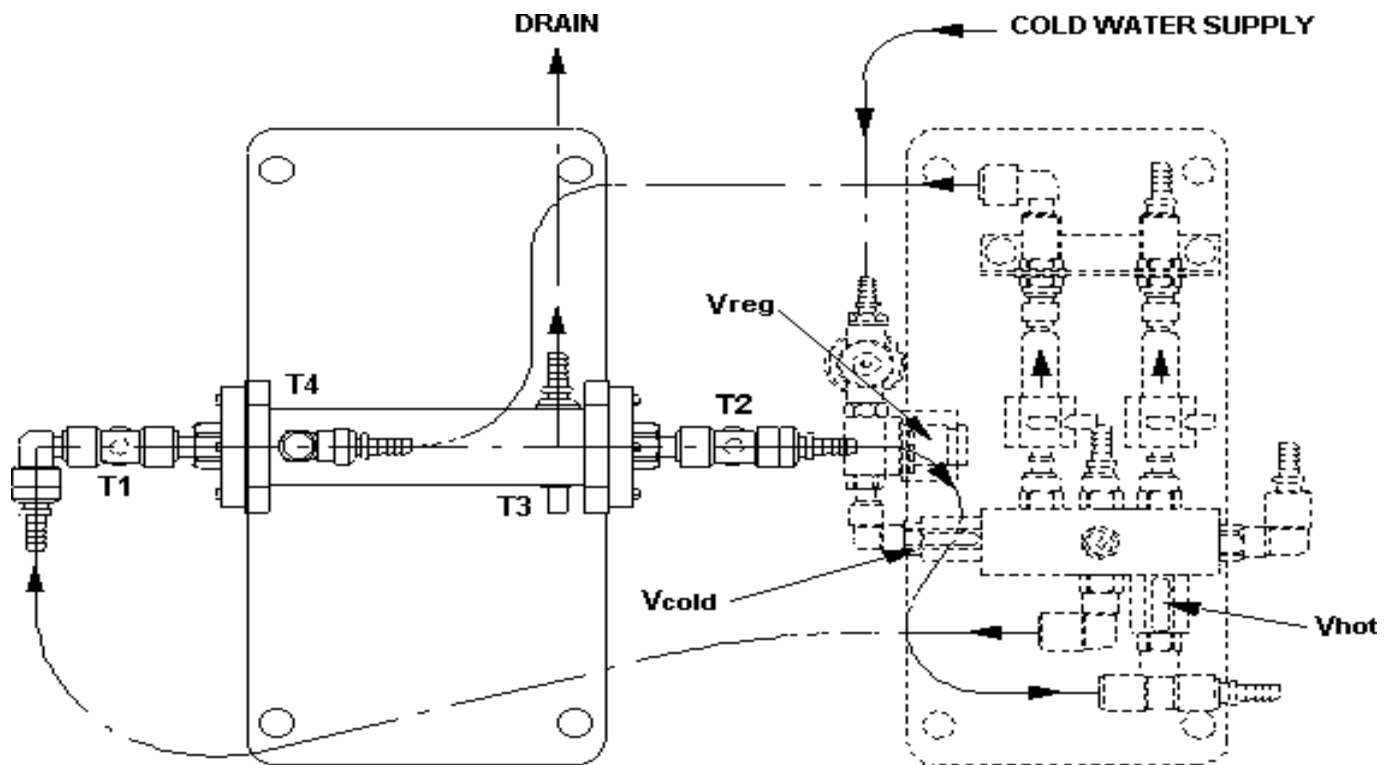 DRAIN
COLD WATER SUPPLY
Vreg
T4
T2
T1
T3
Vcold
Vhot